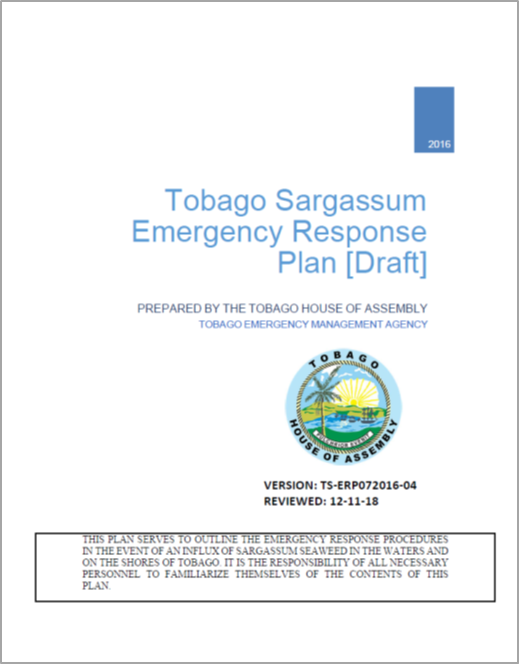 2016
Tobago Sargassum
Emergency Response
Plan [Draft]
PREPARED BY THE TOBAGO HOUSE OF ASSEMBLY
TOBAGO EMERGENCY MANAGEMENT AGENCY
TOBAGO
PULCHRIOR EVENIT
HOUSE OF ASSEMBLY
VERSION: TS-ERP072016-04
REVIEWED: 12-11-18
THIS PLAN SERVES TO OUTLINE THE EMERGENCY RESPONSE PROCEDURES
IN THE EVENT OF AN INFLUX OF SARGASSUM SEAWEED IN THE WATERS AND
ON THE SHORES OF TOBAGO. IT IS THE RESPONSIBILITY OF ALL NECESSARY
PERSONNEL TO FAMILIARIZE THEMSELVES OF THE CONTENTS OF THIS
PLAN.